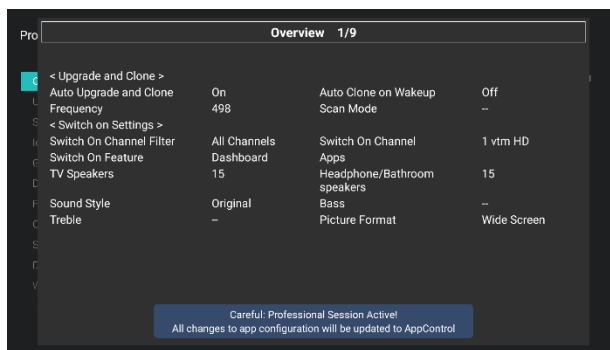 Pro
Overview 1/9
< Upgrade and Clone >
Auto Upgrade and Clone On Auto Clone on Wakeup Off
Frequency 498 Scan Mode --
< Switch on Settings >
Switch On Channel Filter All Channels Switch On Channel 1 vtm HD
Switch On Feature Dashboard Apps
TV Speakers 15 Headphone/Bathroom speakers 15
Sound Style Original Bass --
Treble -- Picture Format Wide Screen
Careful: Professional Session Active!
All changes to app configuration will be updated to AppControl